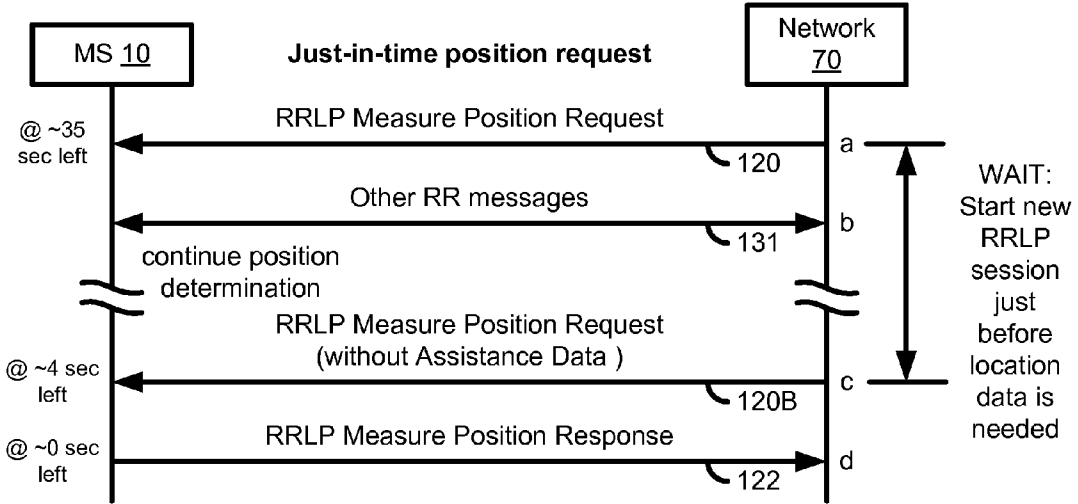 MS 10
Just-in-time position request
Network
70
@ ~35
sec left
RRLP Measure Position Request
120
a
Other RR messages
131
b
continue position
determination
WAIT:
Start new
RRLP
session
just
before
location
data is
needed
RRLP Measure Position Request
(without Assistance Data )
@ ~4 sec
left
120B
c
RRLP Measure Position Response
@ ~0 sec
left
122
d